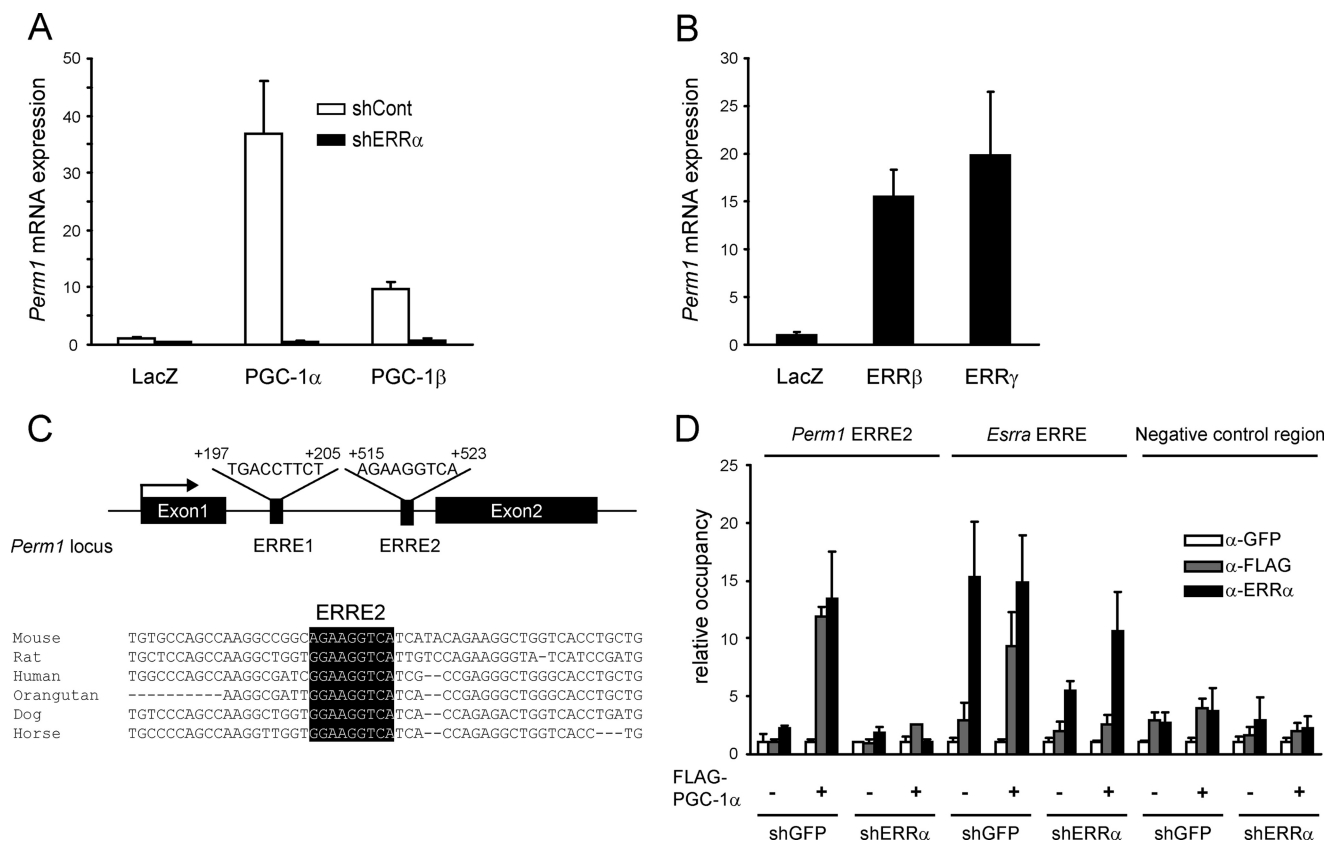 A
Perm1 mRNA expression
50
40
30
20
10
0
shCont
shERRα
LacZ
PGC-1α
PGC-1β
B
Perm1 mRNA expression
30
25
20
15
10
5
0
LacZ
ERRβ
ERRγ
C
+197
+205
+515
+523
TGACCTTCT
AGAAGGTCA
Exon1
Exon2
Perm1 locus
ERRE1
ERRE2
ERRE2
Mouse TGTGCCAGCCAAGGCCGGCAGAAGGTCATCATACAGAAGGCTGGTCACCTGCTG
Rat TGCTCCAGCCAAGGCTGGTGGAAGGTCATTGTCCAGAAGGGTA-TCATCCGATG
Human TGGCCCAGCCAAGGCGATCGGAAGGTCATCG--CCGAGGGCTGGGCACCTGCTG
Orangutan ----------AAGGCGATTGGAAGGTCATCA--CCGAGGGCTGGGCACCTGCTG
Dog TGTCCCAGCCAAGGCTGGTGGAAGGTCATCA--CCAGAGACTGGTCACCTGATG
Horse TGCCCCAGCCAAGGTTGGTGGAAGGTCATCA--CCAGAGGCTGGTCACC---TG
D
Perm1 ERRE2
Esrra ERRE
Negative control region
relative occupancy
25
20
15
10
5
0
α-GFP
α-FLAG
α-ERRα
FLAG-
PGC-1α
- + - + - + - + - + - +
shGFP shERRα shGFP shERRα shGFP shERRα